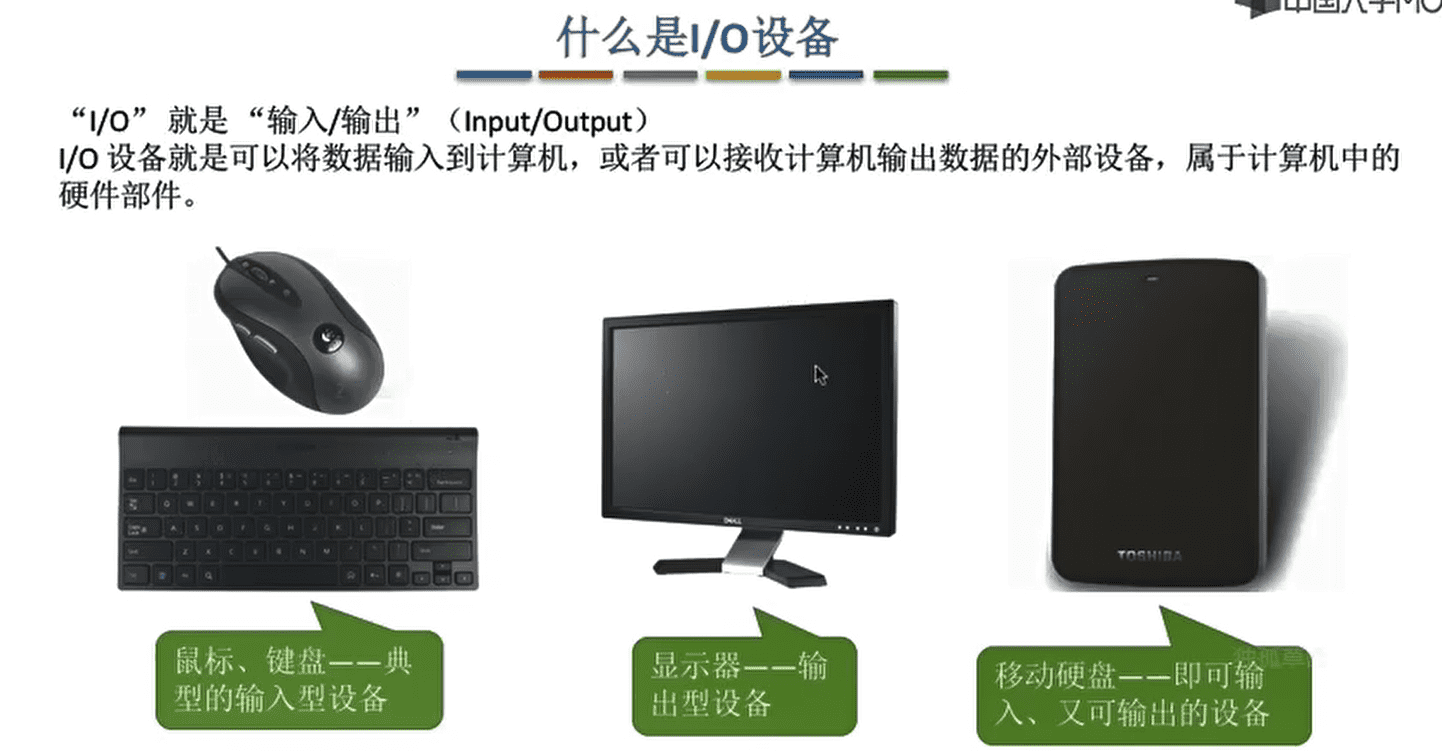 中国大学MO
什么是I/O设备
“I/O” 就是 “输入/输出” （Input/Output）
I/O 设备就是可以将数据输入到计算机，或者可以接收计算机输出数据的外部设备，属于计算机中的
硬件部件。
DELL
TOSHIBA
鼠标、键盘——典
型的输入型设备
显示器——输
出型设备
移动硬盘——即可输
入、又可输出的设备